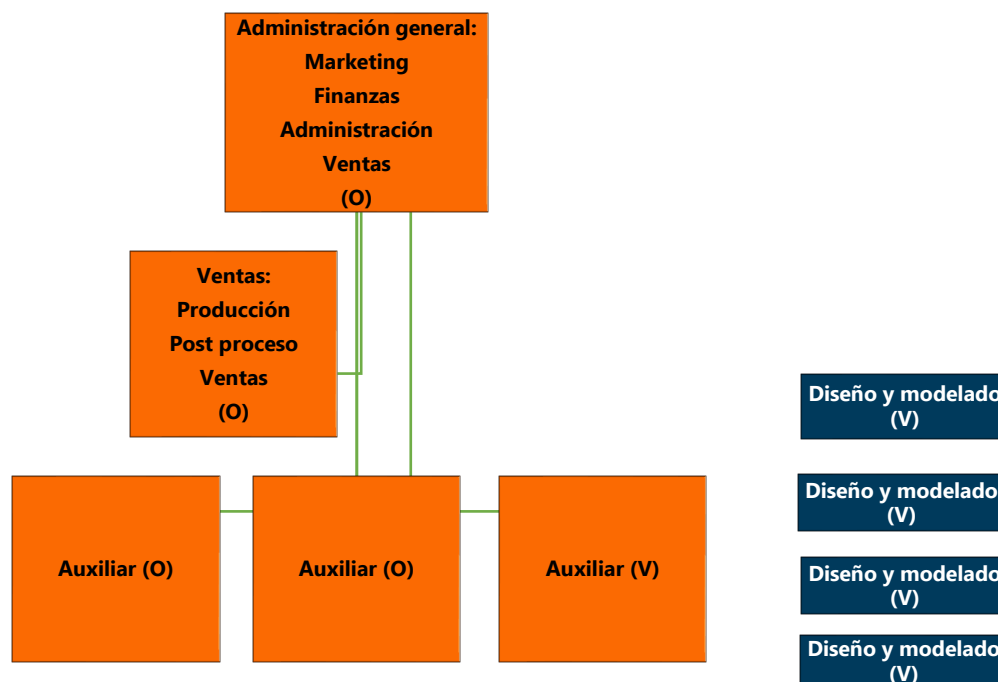 Administración general:
Marketing
Finanzas
Administración
Ventas
(O)
Ventas:
Producción
Post proceso
Ventas
(O)
Auxiliar (O)
Auxiliar (O)
Auxiliar (V)
Diseño y modelado
(V)
Diseño y modelado
(V)
Diseño y modelado
(V)
Diseño y modelado
(V)